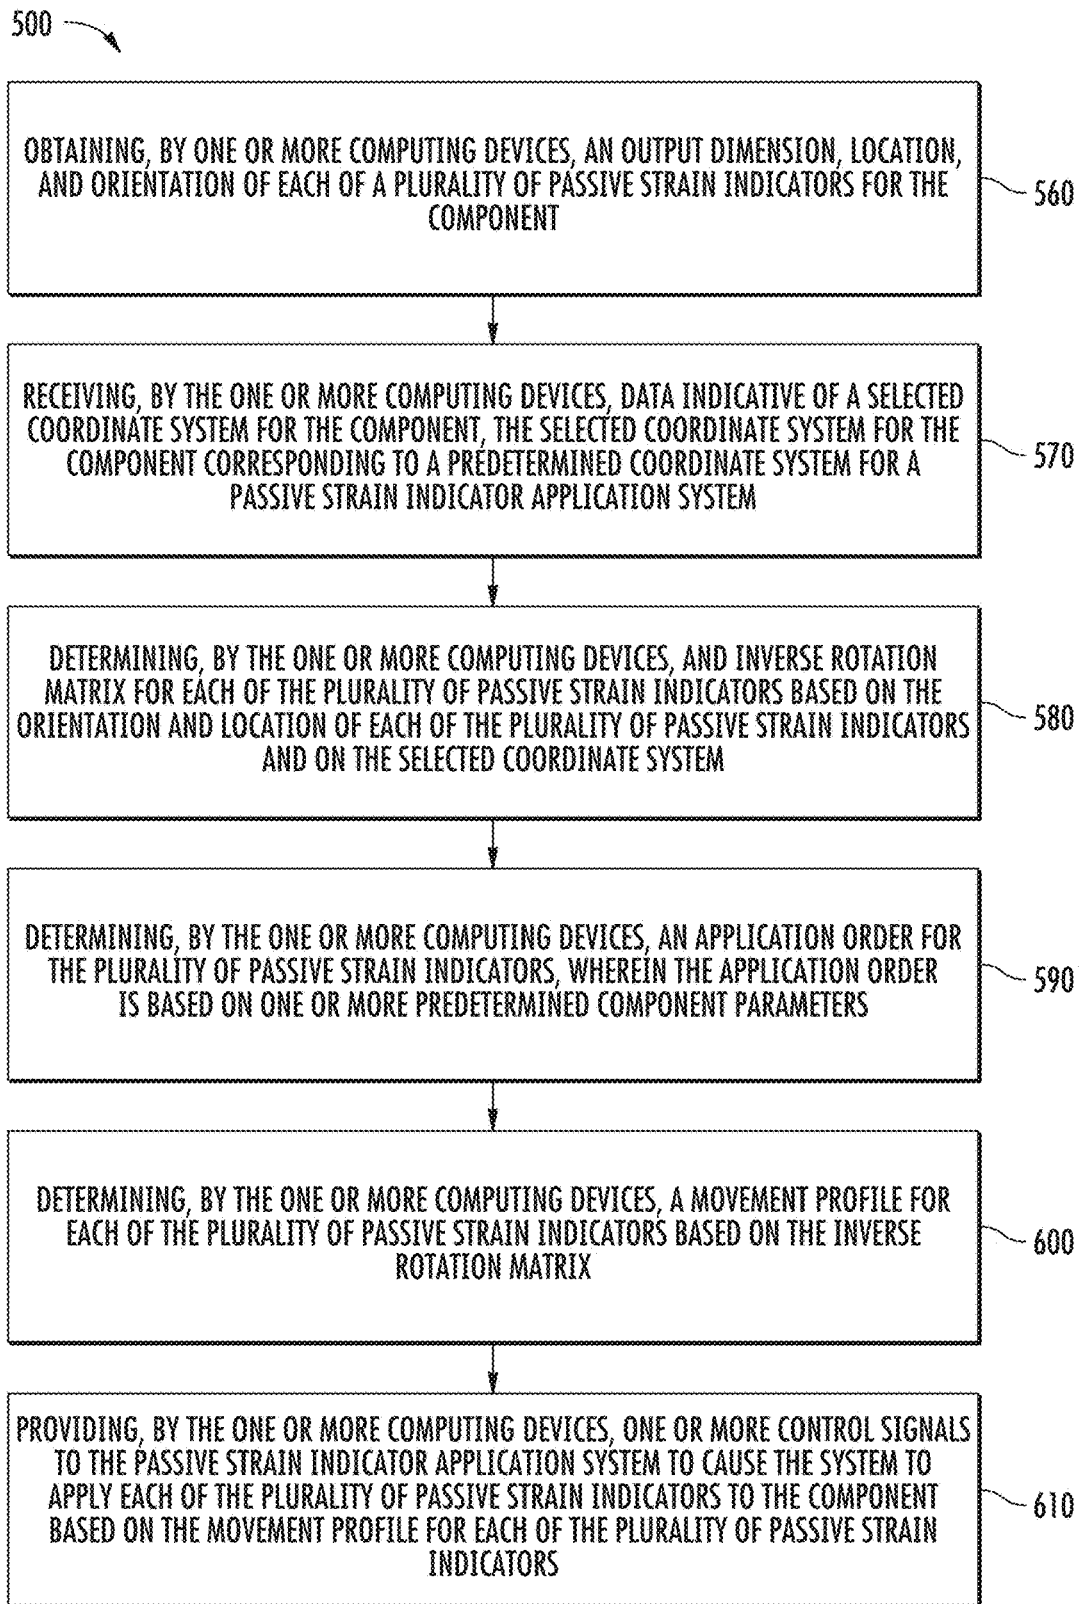 500
OBTAINING, BY ONE OR MORE COMPUTING DEVICES, AN OUTPUT DIMENSION, LOCATION,
AND ORIENTATION OF EACH OF A PLURALITY OF PASSIVE STRAIN INDICATORS FOR THE
COMPONENT
560
RECEIVING, BY THE ONE OR MORE COMPUTING DEVICES, DATA INDICATIVE OF A SELECTED
COORDINATE SYSTEM FOR THE COMPONENT, THE SELECTED COORDINATE SYSTEM FOR THE
COMPONENT CORRESPONDING TO A PREDETERMINED COORDINATE SYSTEM FOR A
PASSIVE STRAIN INDICATOR APPLICATION SYSTEM
570
DETERMINING, BY THE ONE OR MORE COMPUTING DEVICES, AND INVERSE ROTATION
MATRIX FOR EACH OF THE PLURALITY OF PASSIVE STRAIN INDICATORS BASED ON THE
ORIENTATION AND LOCATION OF EACH OF THE PLURALITY OF PASSIVE STRAIN INDICATORS
AND ON THE SELECTED COORDINATE SYSTEM
580
DETERMINING, BY THE ONE OR MORE COMPUTING DEVICES, AN APPLICATION ORDER FOR
THE PLURALITY OF PASSIVE STRAIN INDICATORS, WHEREIN THE APPLICATION ORDER
IS BASED ON ONE OR MORE PREDETERMINED COMPONENT PARAMETERS
590
DETERMINING, BY THE ONE OR MORE COMPUTING DEVICES, A MOVEMENT PROFILE FOR
EACH OF THE PLURALITY OF PASSIVE STRAIN INDICATORS BASED ON THE INVERSE
ROTATION MATRIX
600
PROVIDING, BY THE ONE OR MORE COMPUTING DEVICES, ONE OR MORE CONTROL SIGNALS
TO THE PASSIVE STRAIN INDICATOR APPLICATION SYSTEM TO CAUSE THE SYSTEM TO
APPLY EACH OF THE PLURALITY OF PASSIVE STRAIN INDICATORS TO THE COMPONENT
BASED ON THE MOVEMENT PROFILE FOR EACH OF THE PLURALITY OF PASSIVE STRAIN
INDICATORS.
610